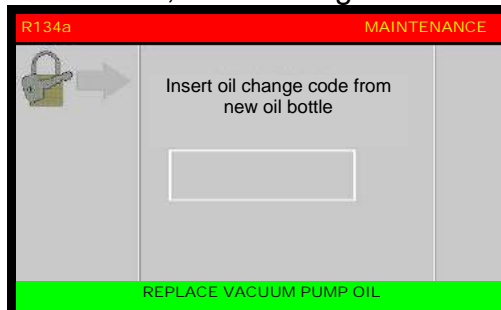 R134a MAINTENANCE
Insert oil change code from
new oil bottle
REPLACE VACUUM PUMP OIL